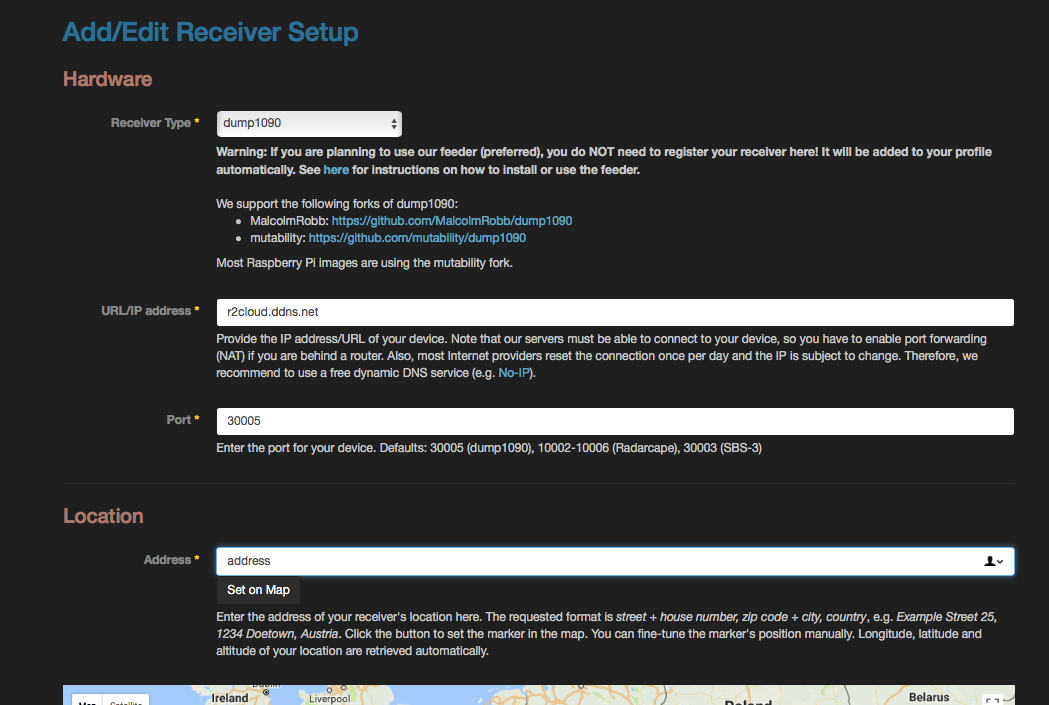 Add/Edit Receiver Setup
Hardware
Receiver Type *
dump1090
Warning: If you are planning to use our feeder (preferred), you do NOT need to register your receiver here! It will be added to your profile
automatically. See here for instructions on how to install or use the feeder.
We support the following forks of dump1090:
• MalcolmRobb: https://github.com/MalcolmRobb/dump1090
• mutability: https://github.com/mutability/dump1090
Most Raspberry Pi images are using the mutability fork.
URL/IP address *
r2cloud.ddns.net
Provide the IP address/URL of your device. Note that our servers must be able to connect to your device, so you have to enable port forwarding
(NAT) if you are behind a router. Also, most Internet providers reset the connection once per day and the IP is subject to change. Therefore, we
recommend to use a free dynamic DNS service (e.g. No-IP).
Port *
30005
Enter the port for your device. Defaults: 30005 (dump1090), 10002-10006 (Radarcape), 30003 (SBS-3)
Location
Address *
address
Set on Map
Enter the address of your receiver's location here. The requested format is street + house number, zip code + city, country, e.g. Example Street 25,
1234 Doetown, Austria. Click the button to set the marker in the map. You can fine-tune the marker's position manually. Longitude, latitude and
altitude of your location are retrieved automatically.
Dublin
Ireland
Liverpool
Belarus
Poland
Map
Satellite